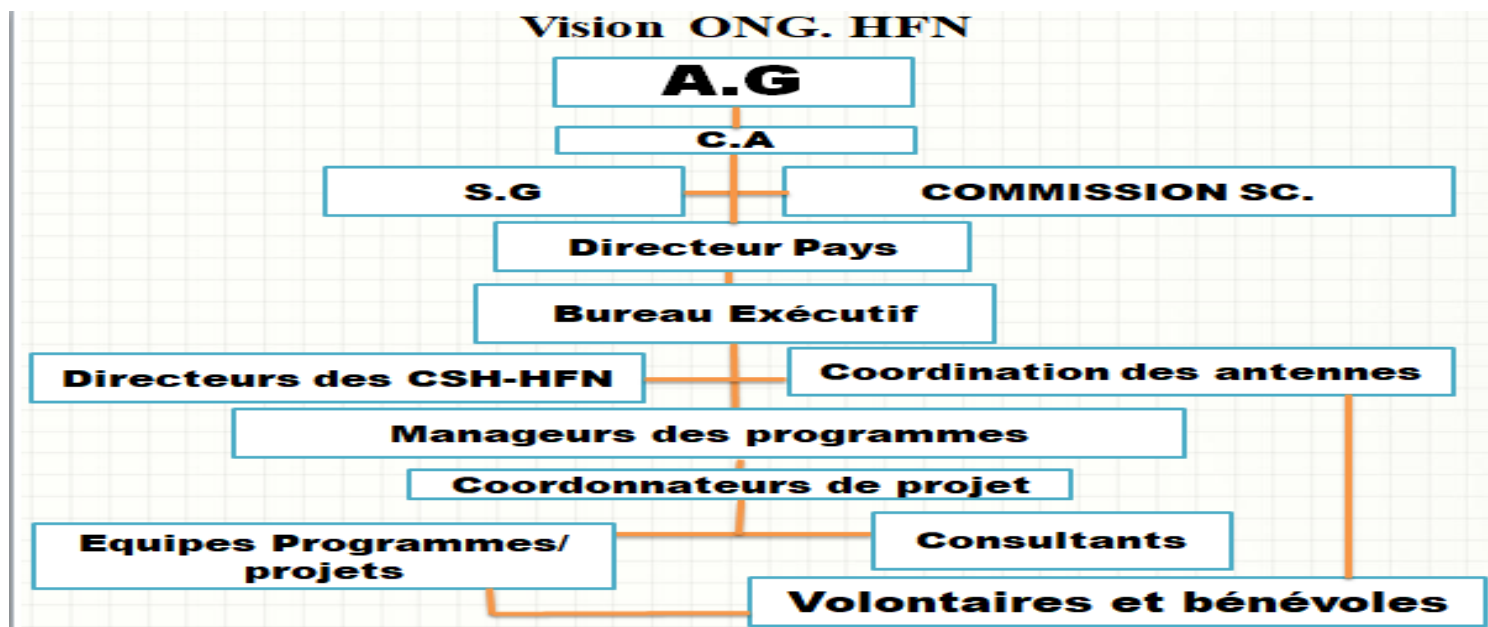 Vision ONG. HFN
A.G
C.A
S.G
COMMISSION SC.
Directeur Pays
Bureau Exécutif
Directeurs des CSH-HFN
Coordination des antennes
Manageurs des programmes
Coordonnateurs de projet
Equipes Programmes/
projets
Consultants
Volontaires et bénévoles